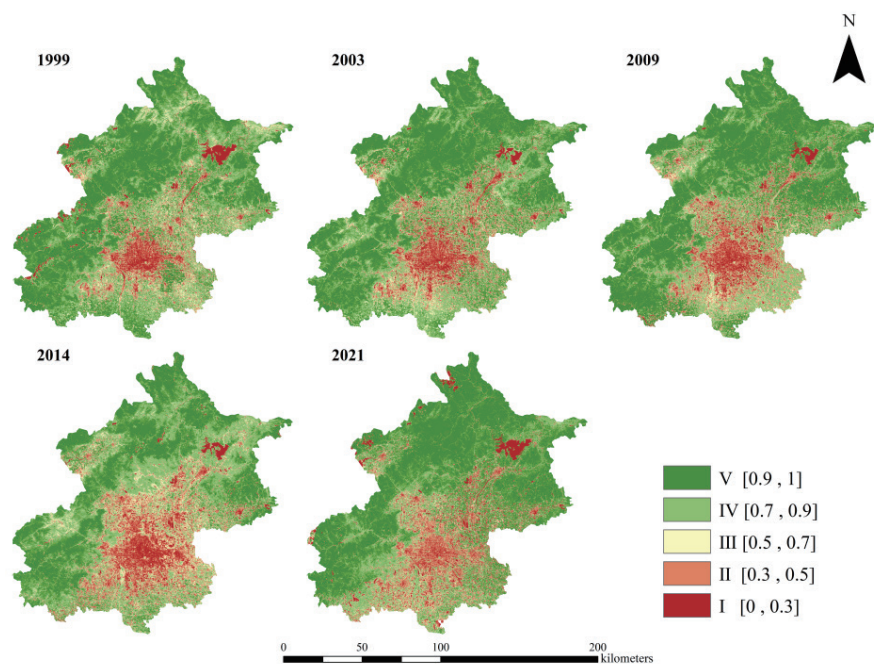 N
1999
2003
2009
2014
2021
V [0.9 , 1]
IV [0.7 , 0.9]
III [0.5 , 0.7]
II [0.3 , 0.5]
I [0 , 0.3]
0 50 100 200
kilometers